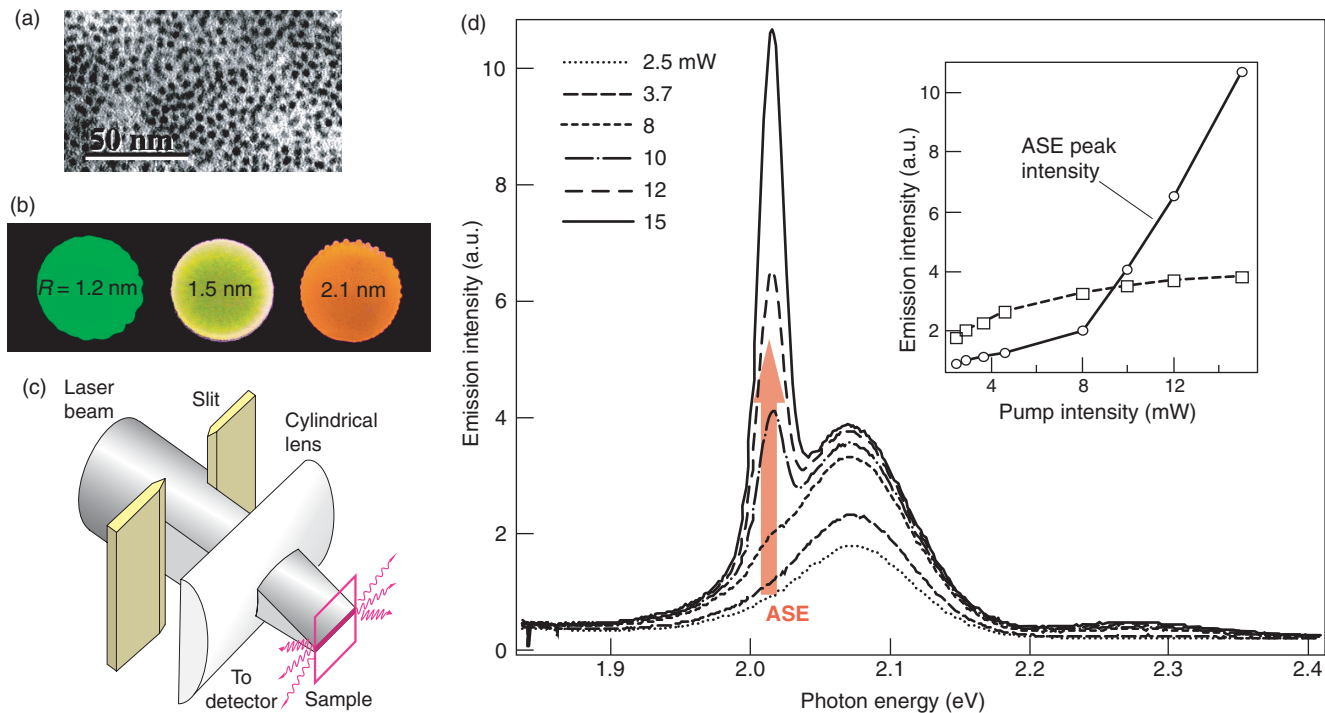 (a)
50 nm
(b)
R = 1.2 nm
1.5 nm
2.1 nm
(c)
Laser
beam
Slit
Cylindrical
lens
To
detector
Sample
(d)
Emission intensity (a.u.)
10
8
6
4
2
0
2.5 mW
3.7
8
10
12
15
ASE
1.9
2.0
2.1
2.2
2.3
2.4
Photon energy (eV)
Emission intensity (a.u.)
10
8
6
4
2
ASE peak
intensity
4
8
12
Pump intensity (mW)